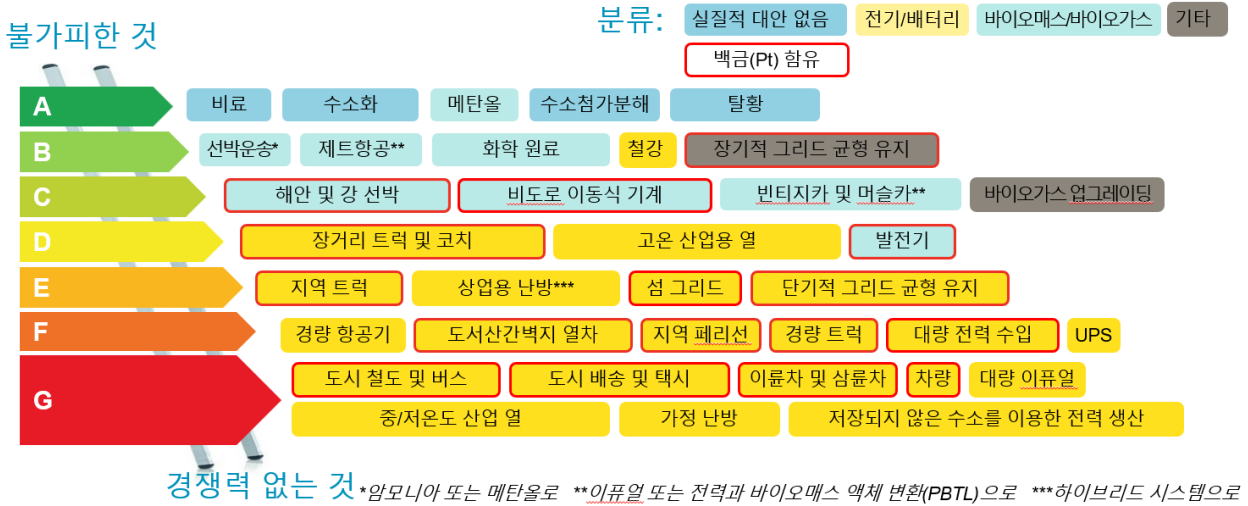 불가피한 것
분류: 실질적 대안 없음 전기/배터리 바이오매스/바이오가스 기타
백금(Pt) 함유
A 비료 수소화 메탄올 수소첨가분해 탈황
B 선박운송* 제트항공** 화학 원료 철강 장기적 그리드 균형 유지
C 해안 및 강 선박 비도로 이동식 기계 빈티지카 및 머슬카** 바이오가스 업그레이딩
D 장거리 트럭 및 코치 고온 산업용 열 발전기
E 지역 트럭 상업용 난방*** 섬 그리드 단기적 그리드 균형 유지
F 경량 항공기 도서산간벽지 열차 지역 페리선 경량 트럭 대량 전력 수입 UPS
G 도시 철도 및 버스 도시 배송 및 택시 이륜차 및 삼륜차 차량 대량 이퓨얼
중/저온도 산업 열 가정 난방 저장되지 않은 수소를 이용한 전력 생산
경쟁력 없는 것 *암모니아 또는 메탄올로 **이퓨얼 또는 전력과 바이오매스 액체 변환(PBTL)으로 ***하이브리드 시스템으로